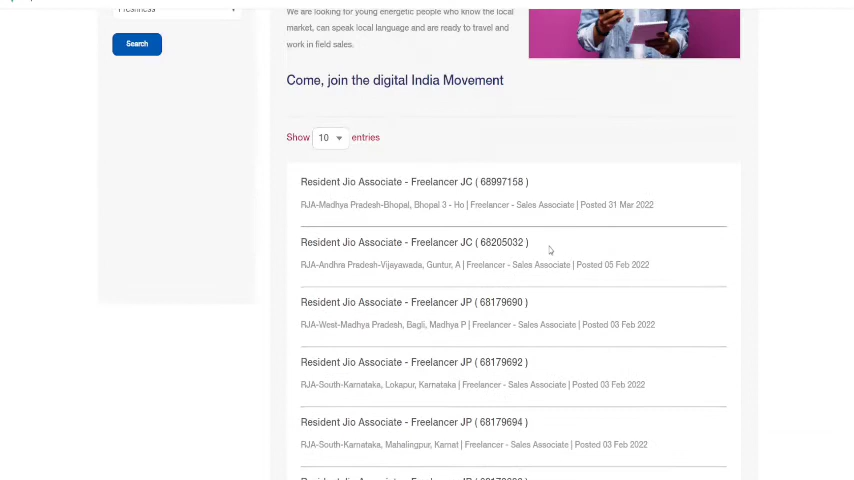 Freshness
Search
We are looking for young energetic people who know the local
market, can speak local language and are ready to travel and
work in field sales.
Come, join the digital India Movement
Show 10 entries
Resident Jio Associate - Freelancer JC ( 68997158 )
RJA-Madhya Pradesh-Bhopal, Bhopal 3 - Ho | Freelancer - Sales Associate | Posted 31 Mar 2022
Resident Jio Associate - Freelancer JC ( 68205032 )
RJA-Andhra Pradesh-Vijayawada, Guntur, A | Freelancer - Sales Associate | Posted 05 Feb 2022
Resident Jio Associate - Freelancer JP ( 68179690 )
RJA-West-Madhya Pradesh, Bagli, Madhya P | Freelancer - Sales Associate | Posted 03 Feb 2022
Resident Jio Associate - Freelancer JP ( 68179692 )
RJA-South-Karnataka, Lokapur, Karnataka | Freelancer - Sales Associate | Posted 03 Feb 2022
Resident Jio Associate - Freelancer JP ( 68179694 )
RJA-South-Karnataka, Mahalingpur, Karnat | Freelancer - Sales Associate | Posted 03 Feb 2022